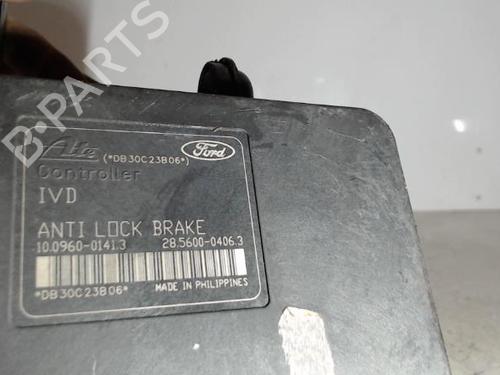 B-PARTS
Ate (*DB30C23B06*) Ford
Controller
IVD
ANTI LOCK BRAKE
10.0960-0141.3 28.5600-0406.3
*DB30C23B06* MADE IN PHILIPPINES